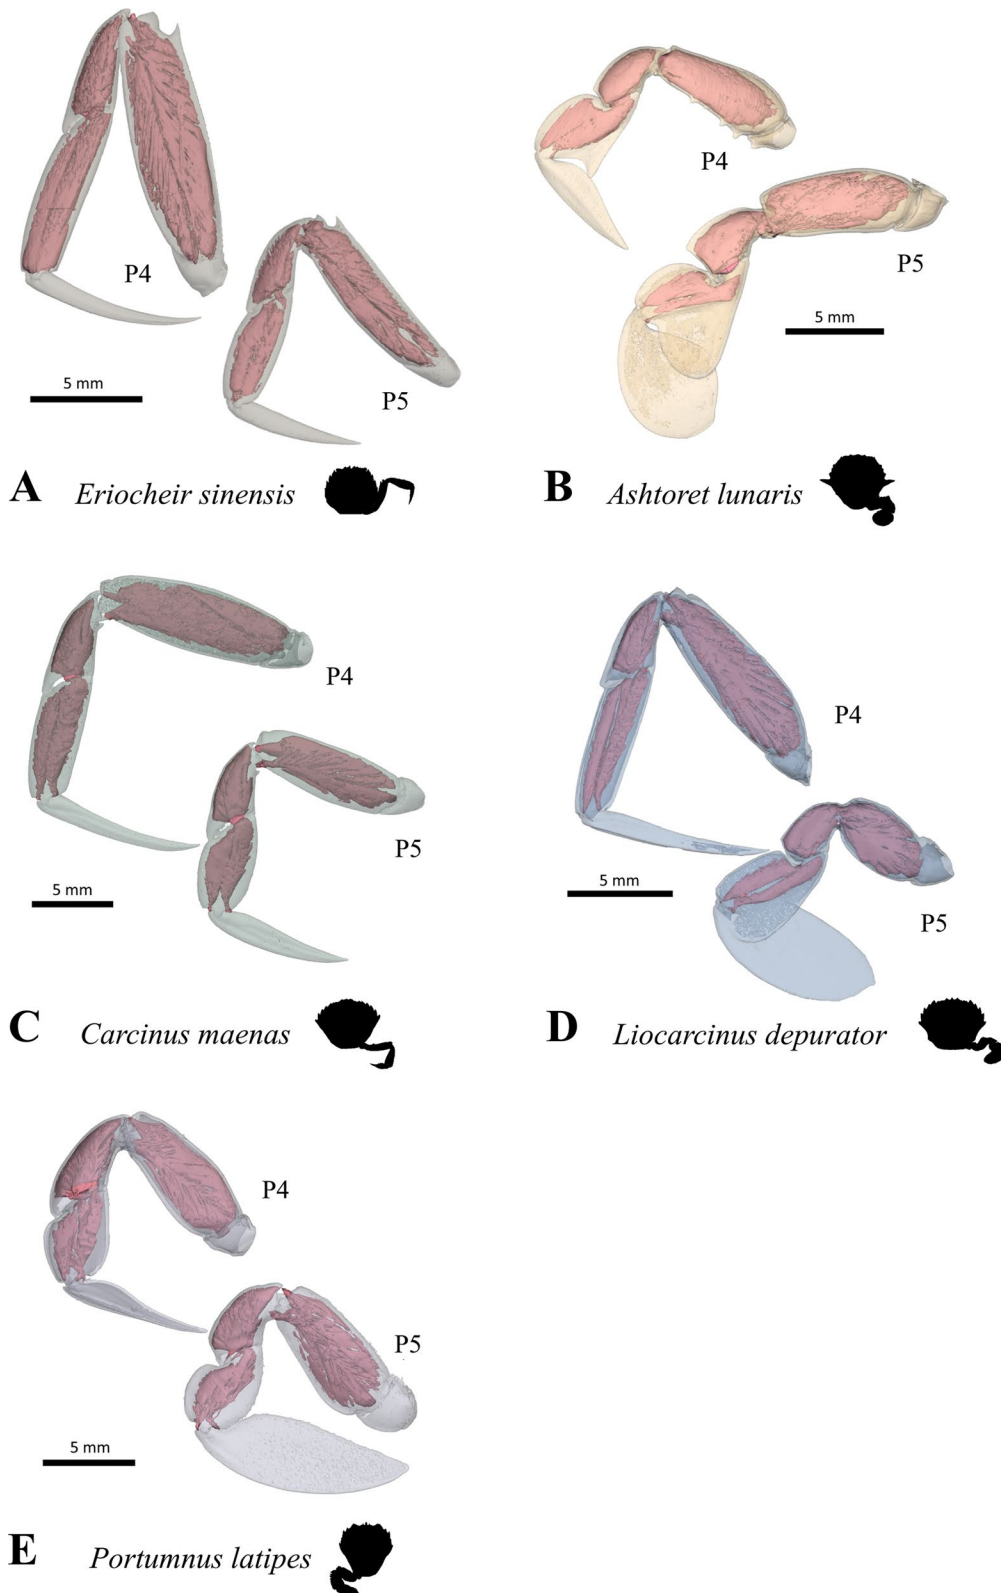 P4
5 mm
P5
A Eriocheir sinensis
P4
P5
5 mm
B Ashtoret lunaris
P4
P5
5 mm
C Carcinus maenas
P4
5 mm
P5
D Liocarcinus depurator
P4
P5
5 mm
E Portumnus latipes